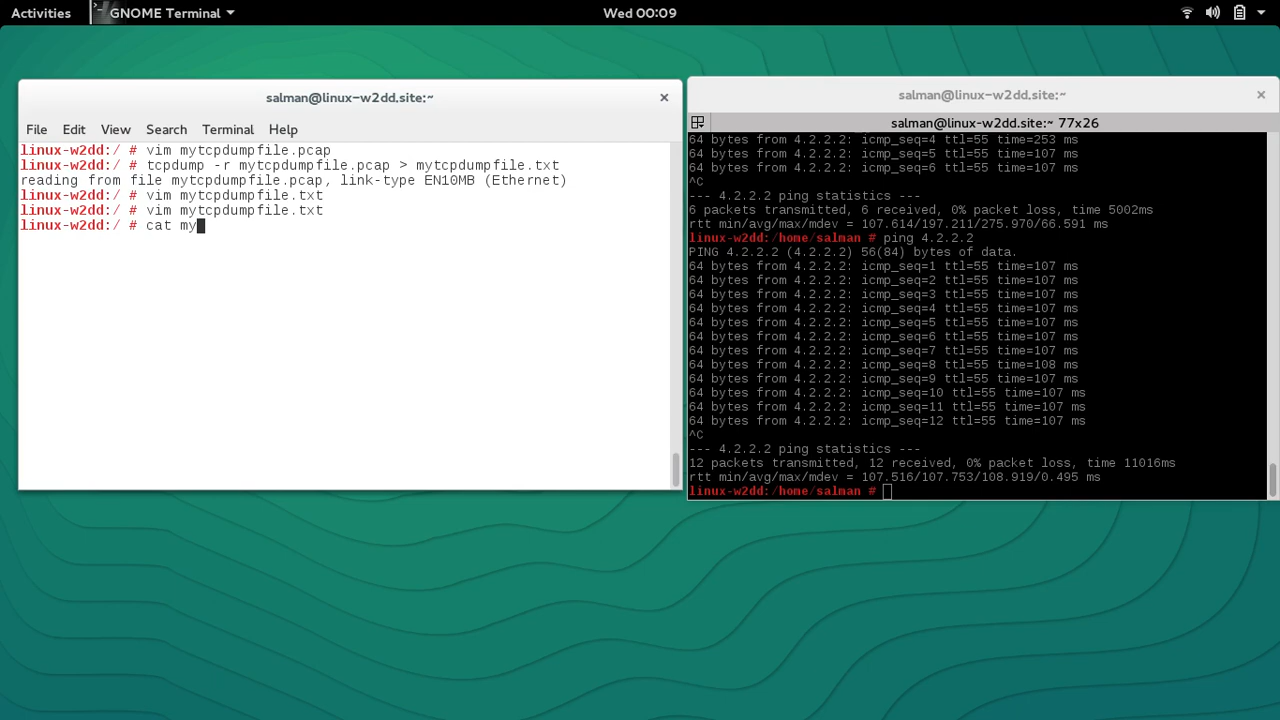 Activities
GNOME Terminal
Wed 00:09
salman@linux-w2dd.site:~
File Edit View Search Terminal Help
linux-w2dd:/ # vim mytcpdumpfile.pcap
linux-w2dd:/ # tcpdump -r mytcpdumpfile.pcap > mytcpdumpfile.txt
reading from file mytcpdumpfile.pcap, link-type EN10MB (Ethernet)
linux-w2dd:/ # vim mytcpdumpfile.txt
linux-w2dd:/ # vim mytcpdumpfile.txt
linux-w2dd:/ # cat my
salman@linux-w2dd.site:~
salman@linux-w2dd.site:~ 77x26
64 bytes from 4.2.2.2: icmp_seq=4 ttl=55 time=253 ms
64 bytes from 4.2.2.2: icmp_seq=5 ttl=55 time=107 ms
64 bytes from 4.2.2.2: icmp_seq=6 ttl=55 time=107 ms
^C
--- 4.2.2.2 ping statistics ---
6 packets transmitted, 6 received, 0% packet loss, time 5002ms
rtt min/avg/max/mdev = 107.614/197.211/275.970/66.591 ms
linux-w2dd:/home/salman # ping 4.2.2.2
PING 4.2.2.2 (4.2.2.2) 56(84) bytes of data.
64 bytes from 4.2.2.2: icmp_seq=1 ttl=55 time=107 ms
64 bytes from 4.2.2.2: icmp_seq=2 ttl=55 time=107 ms
64 bytes from 4.2.2.2: icmp_seq=3 ttl=55 time=107 ms
64 bytes from 4.2.2.2: icmp_seq=4 ttl=55 time=107 ms
64 bytes from 4.2.2.2: icmp_seq=5 ttl=55 time=107 ms
64 bytes from 4.2.2.2: icmp_seq=6 ttl=55 time=107 ms
64 bytes from 4.2.2.2: icmp_seq=7 ttl=55 time=107 ms
64 bytes from 4.2.2.2: icmp_seq=8 ttl=55 time=108 ms
64 bytes from 4.2.2.2: icmp_seq=9 ttl=55 time=107 ms
64 bytes from 4.2.2.2: icmp_seq=10 ttl=55 time=107 ms
64 bytes from 4.2.2.2: icmp_seq=11 ttl=55 time=107 ms
64 bytes from 4.2.2.2: icmp_seq=12 ttl=55 time=107 ms
^C
--- 4.2.2.2 ping statistics ---
12 packets transmitted, 12 received, 0% packet loss, time 11016ms
rtt min/avg/max/mdev = 107.516/107.753/108.919/0.495 ms
linux-w2dd:/home/salman #